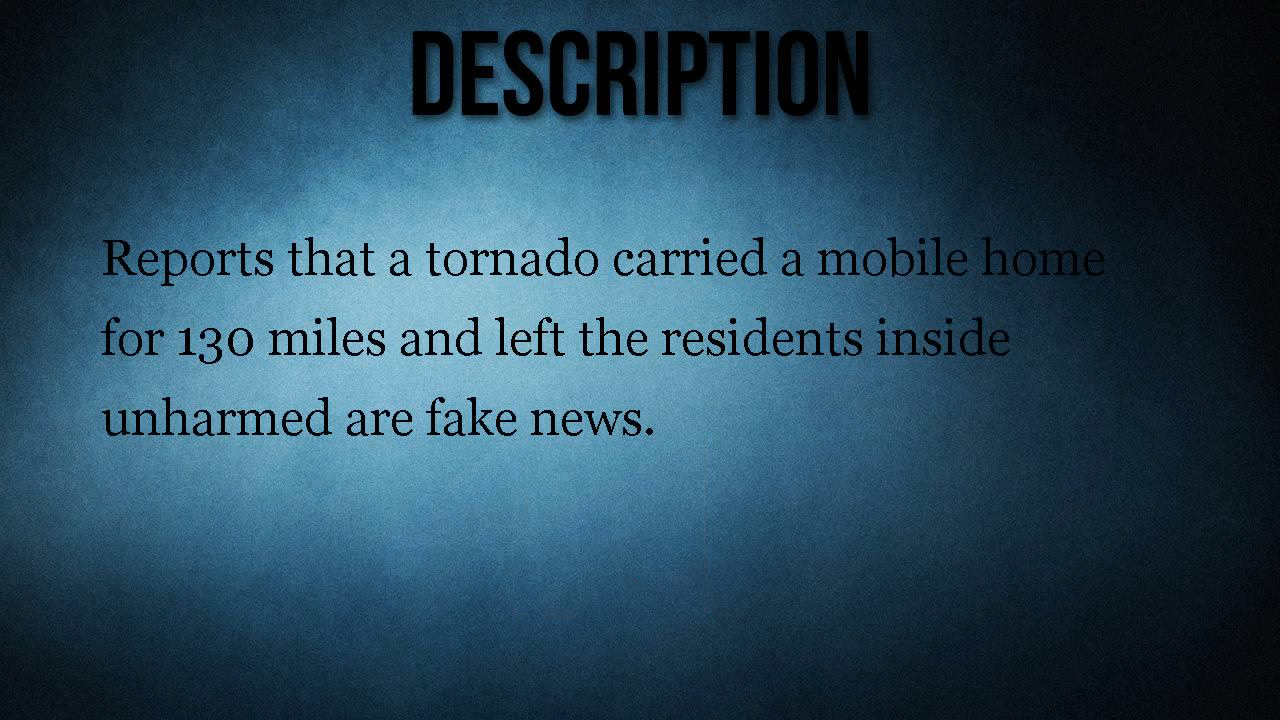 DESCRIPTION
Reports that a tornado carried a mobile home
for 130 miles and left the residents inside
unharmed are fake news.